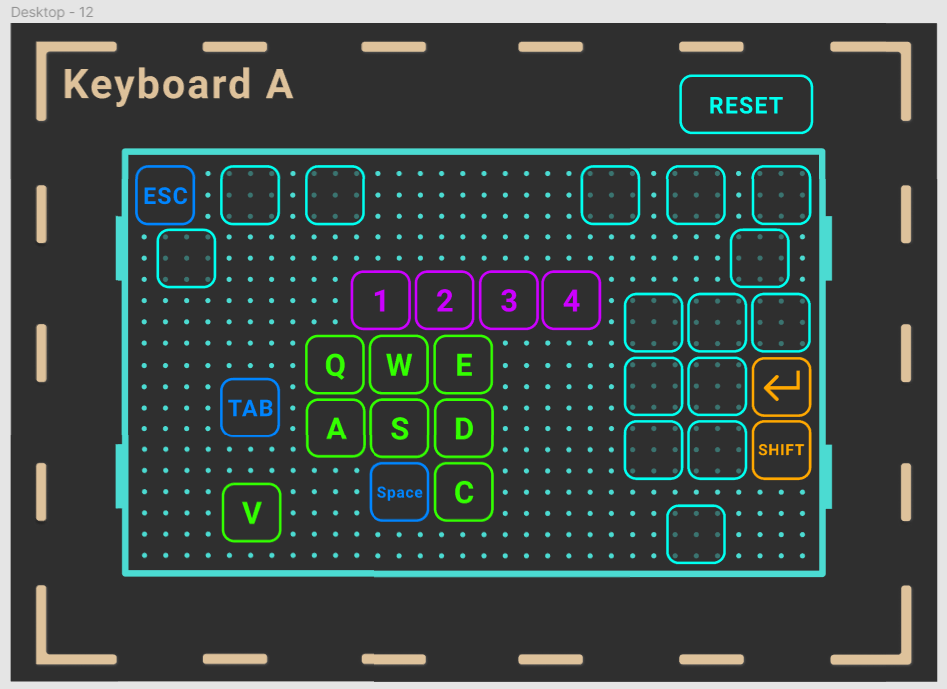 Desktop - 12
Keyboard A
RESET
ESC
1 2 3 4
Q W E
TAB
A S D
SHIFT
Space C
V